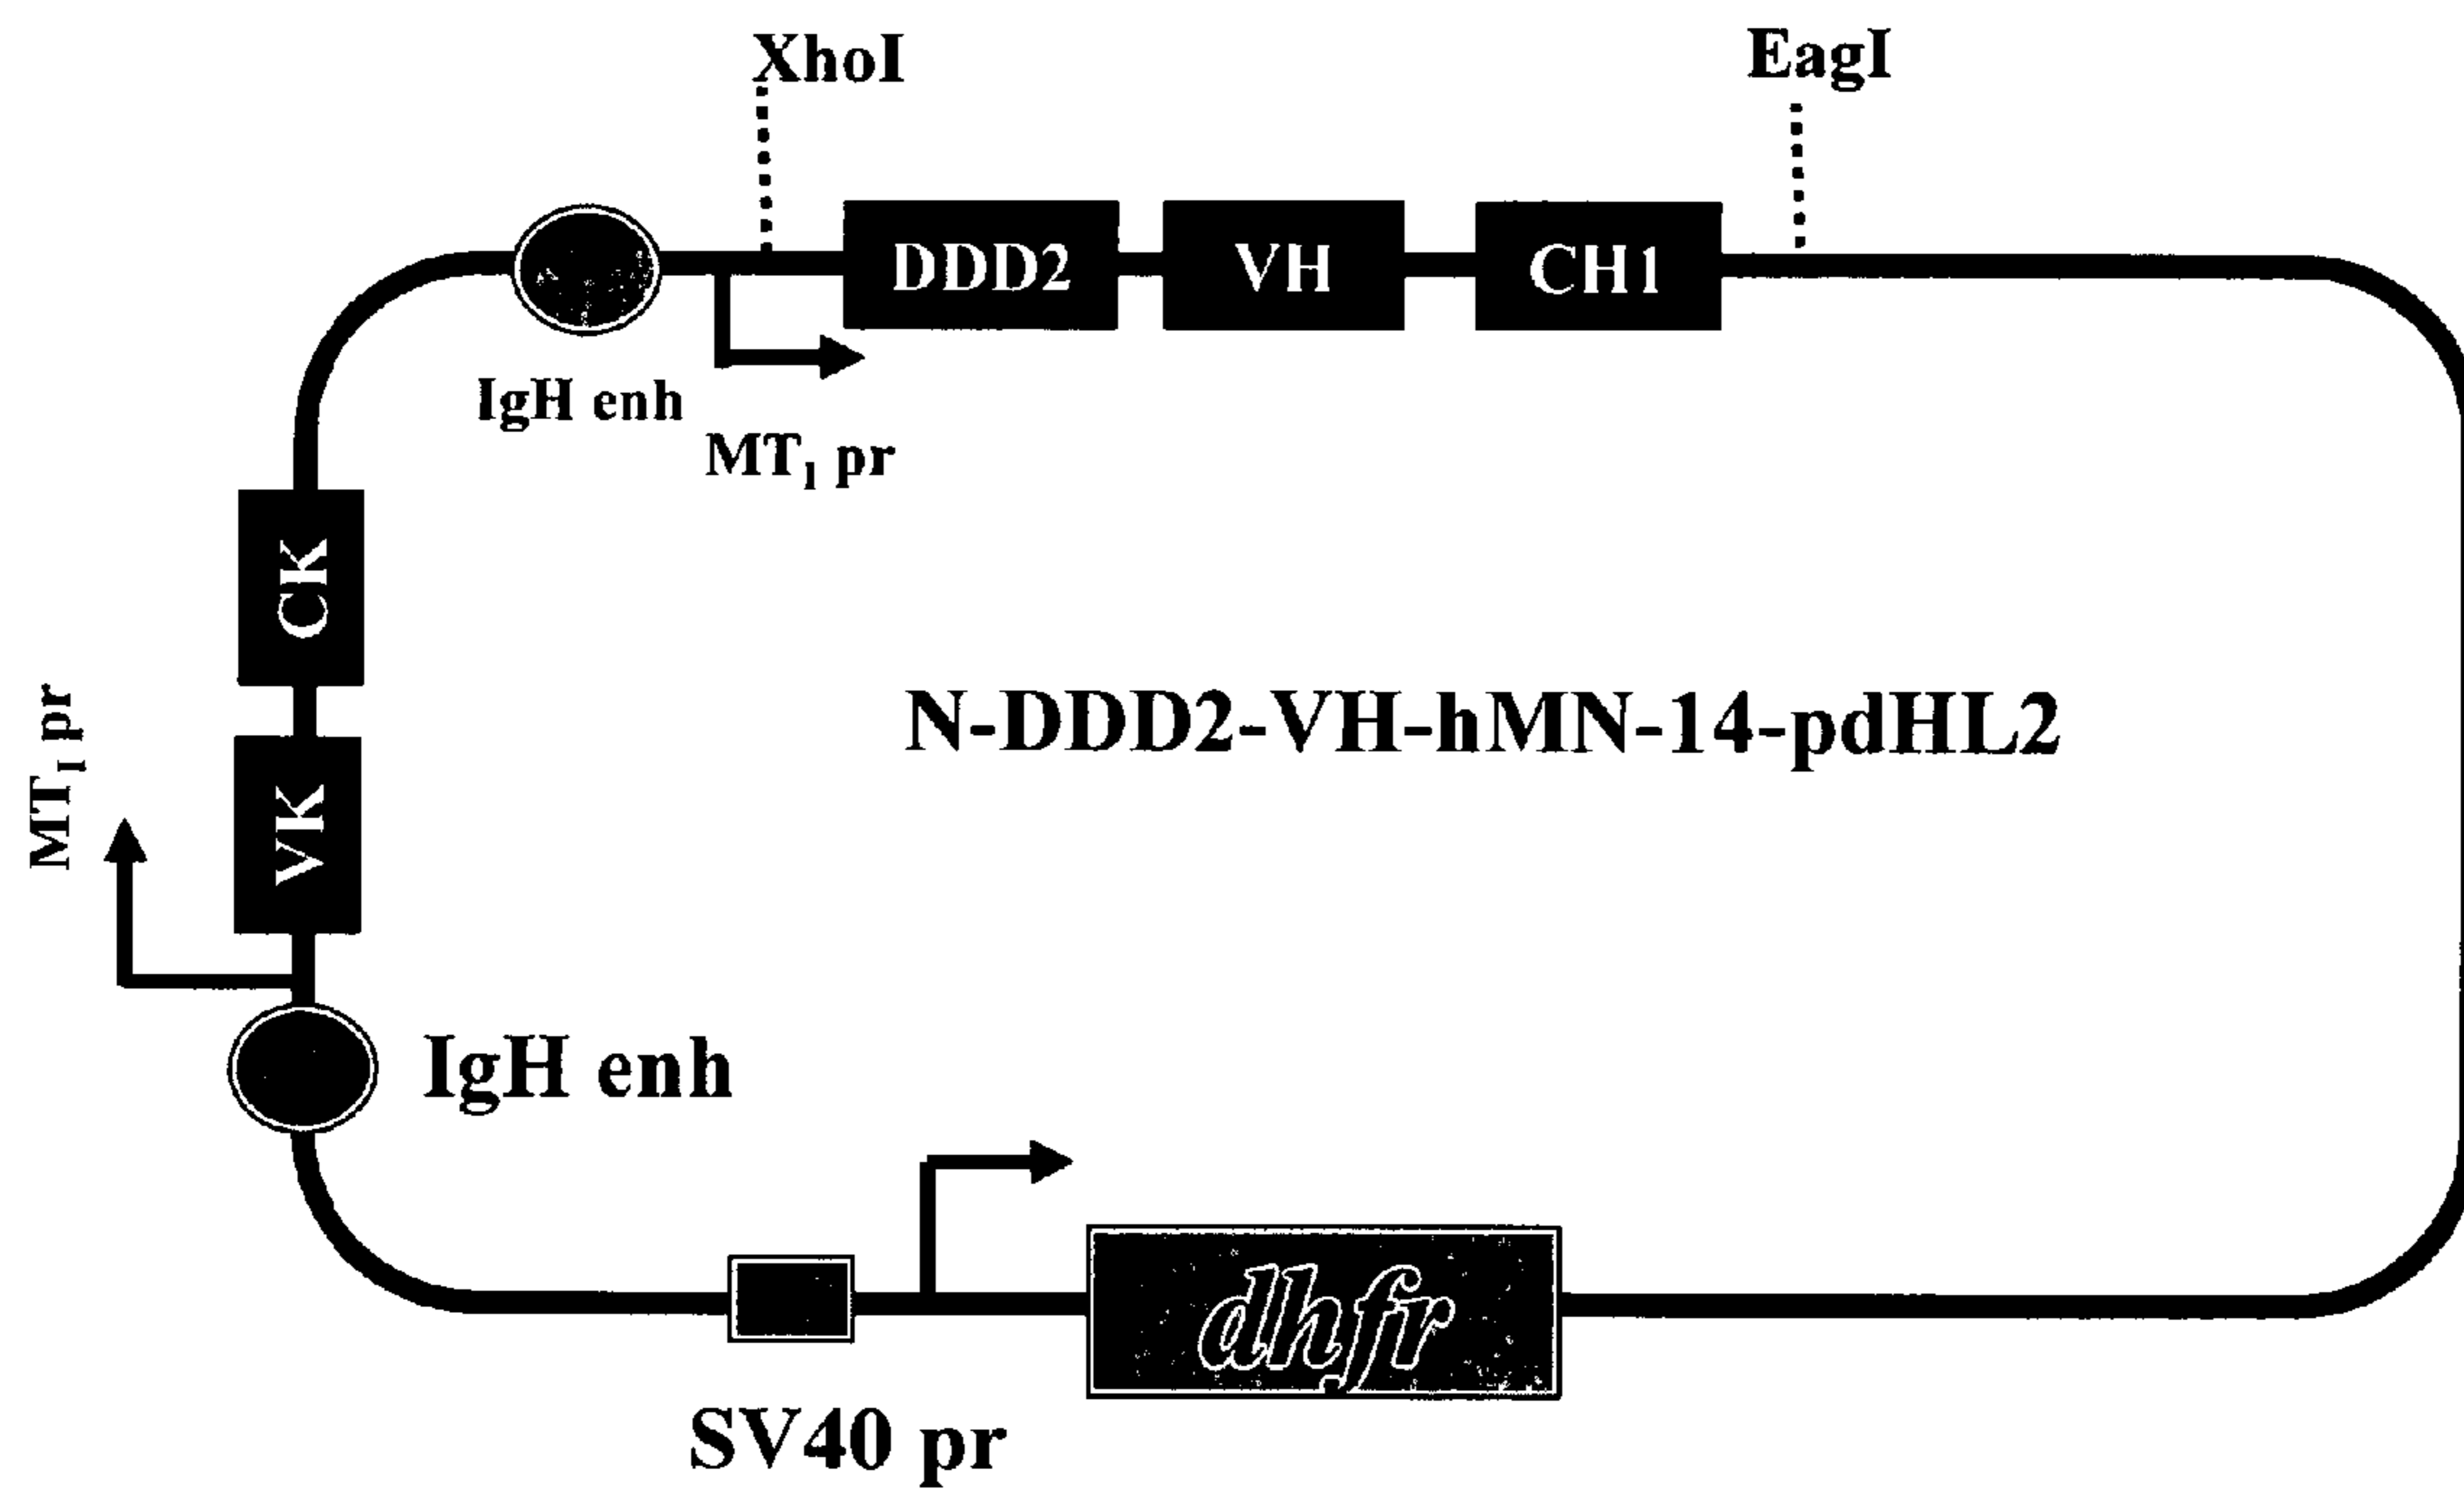 XhoI
EagI
DDD2
VH
CH1
IgH enh
MT₁ pr
CK
N-DDD2-VH-hMN-14-pdHL2
MT_I pr
VK
IgH enh
dhfr
SV40 pr